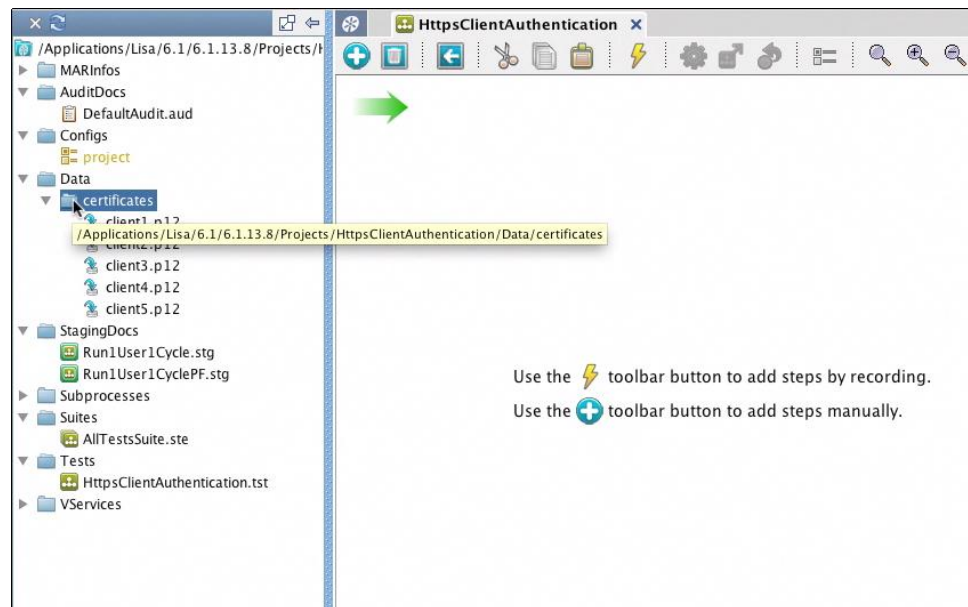 HttpsClientAuthentication
/Applications/Lisa/6.1/6.1.13.8/Projects/H
MARInfos
AuditDocs
DefaultAudit.aud
Configs
project
Data
certificates
client1.p12
/Applications/Lisa/6.1/6.1.13.8/Projects/HttpsClientAuthentication/Data/certificates
client2.p12
client3.p12
client4.p12
client5.p12
StagingDocs
Run1User1Cycle.stg
Run1User1CyclePF.stg
Subprocesses
Suites
AllTestsSuite.ste
Tests
HttpsClientAuthentication.tst
VServices
Use the toolbar button to add steps by recording.
Use the toolbar button to add steps manually.